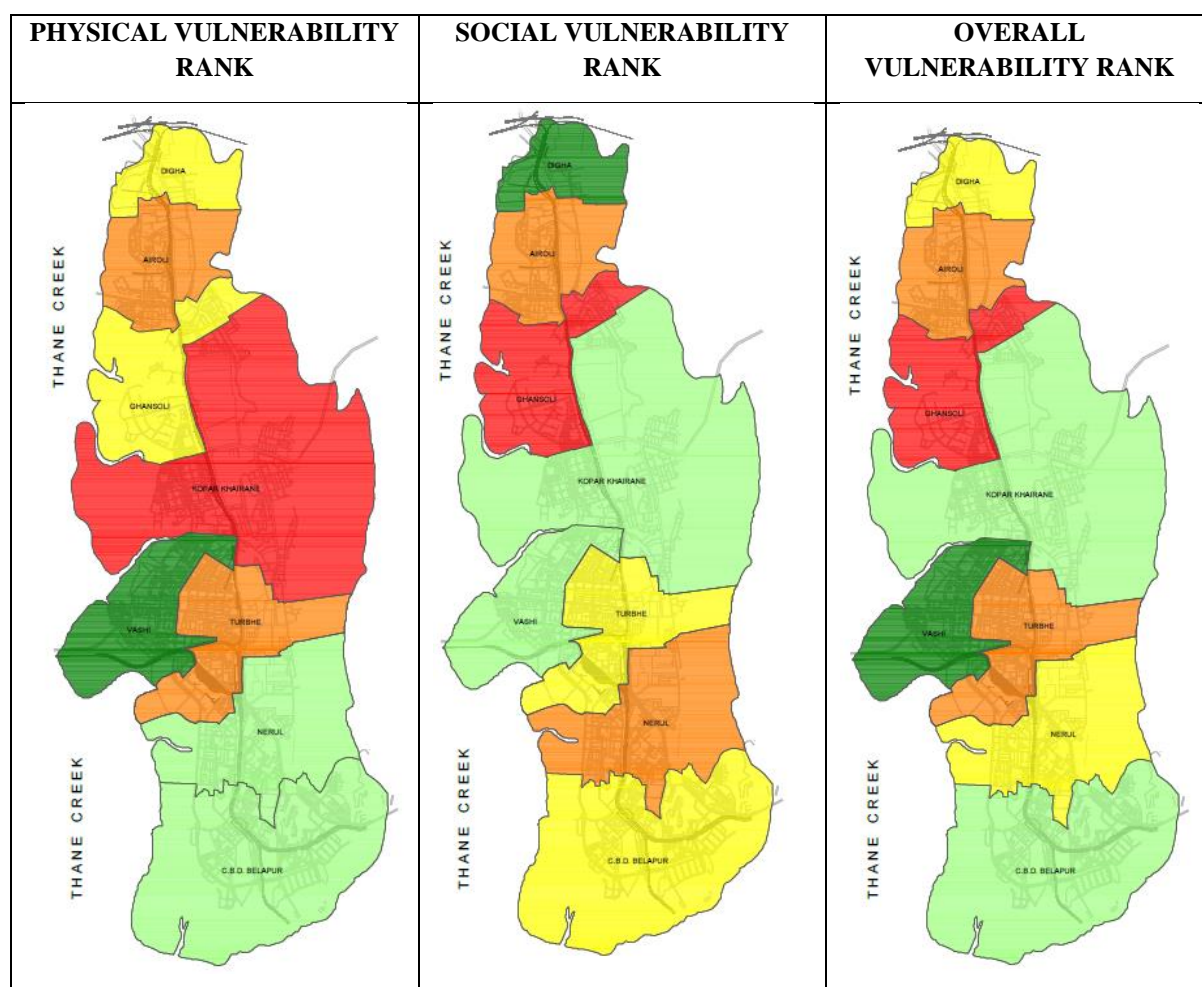 PHYSICAL VULNERABILITY
RANK
SOCIAL VULNERABILITY
RANK
OVERALL
VULNERABILITY RANK
DIGHA
AIROLI
THANE CREEK
GHANSOLI
KOPAR KHAIRANE
VASHI
TURBHE
NERUL
THANE CREEK
C.B.D. BELAPUR
DIGHA
AIROLI
THANE CREEK
GHANSOLI
KOPAR KHAIRANE
VASHI
TURBHE
NERUL
THANE CREEK
C.B.D. BELAPUR
DIGHA
AIROLI
THANE CREEK
GHANSOLI
KOPAR KHAIRANE
VASHI
TURBHE
NERUL
THANE CREEK
C.B.D. BELAPUR